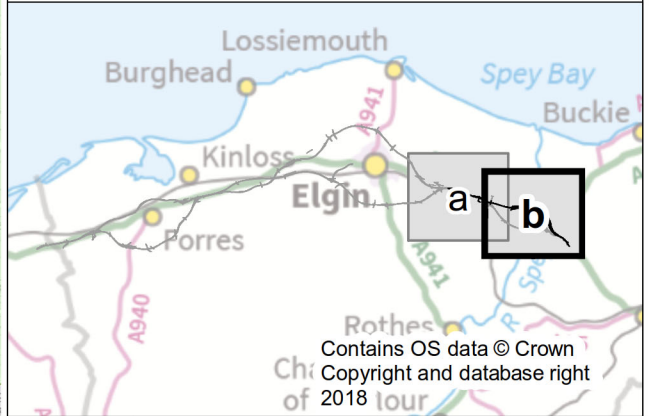 Lossiemouth
Burghead
Spey Bay
Buckie
A941
Kinloss
Elgin
a
b
Forres
A941
A940
Rothes
Contains OS data © Crown
Copyright and database right
2018